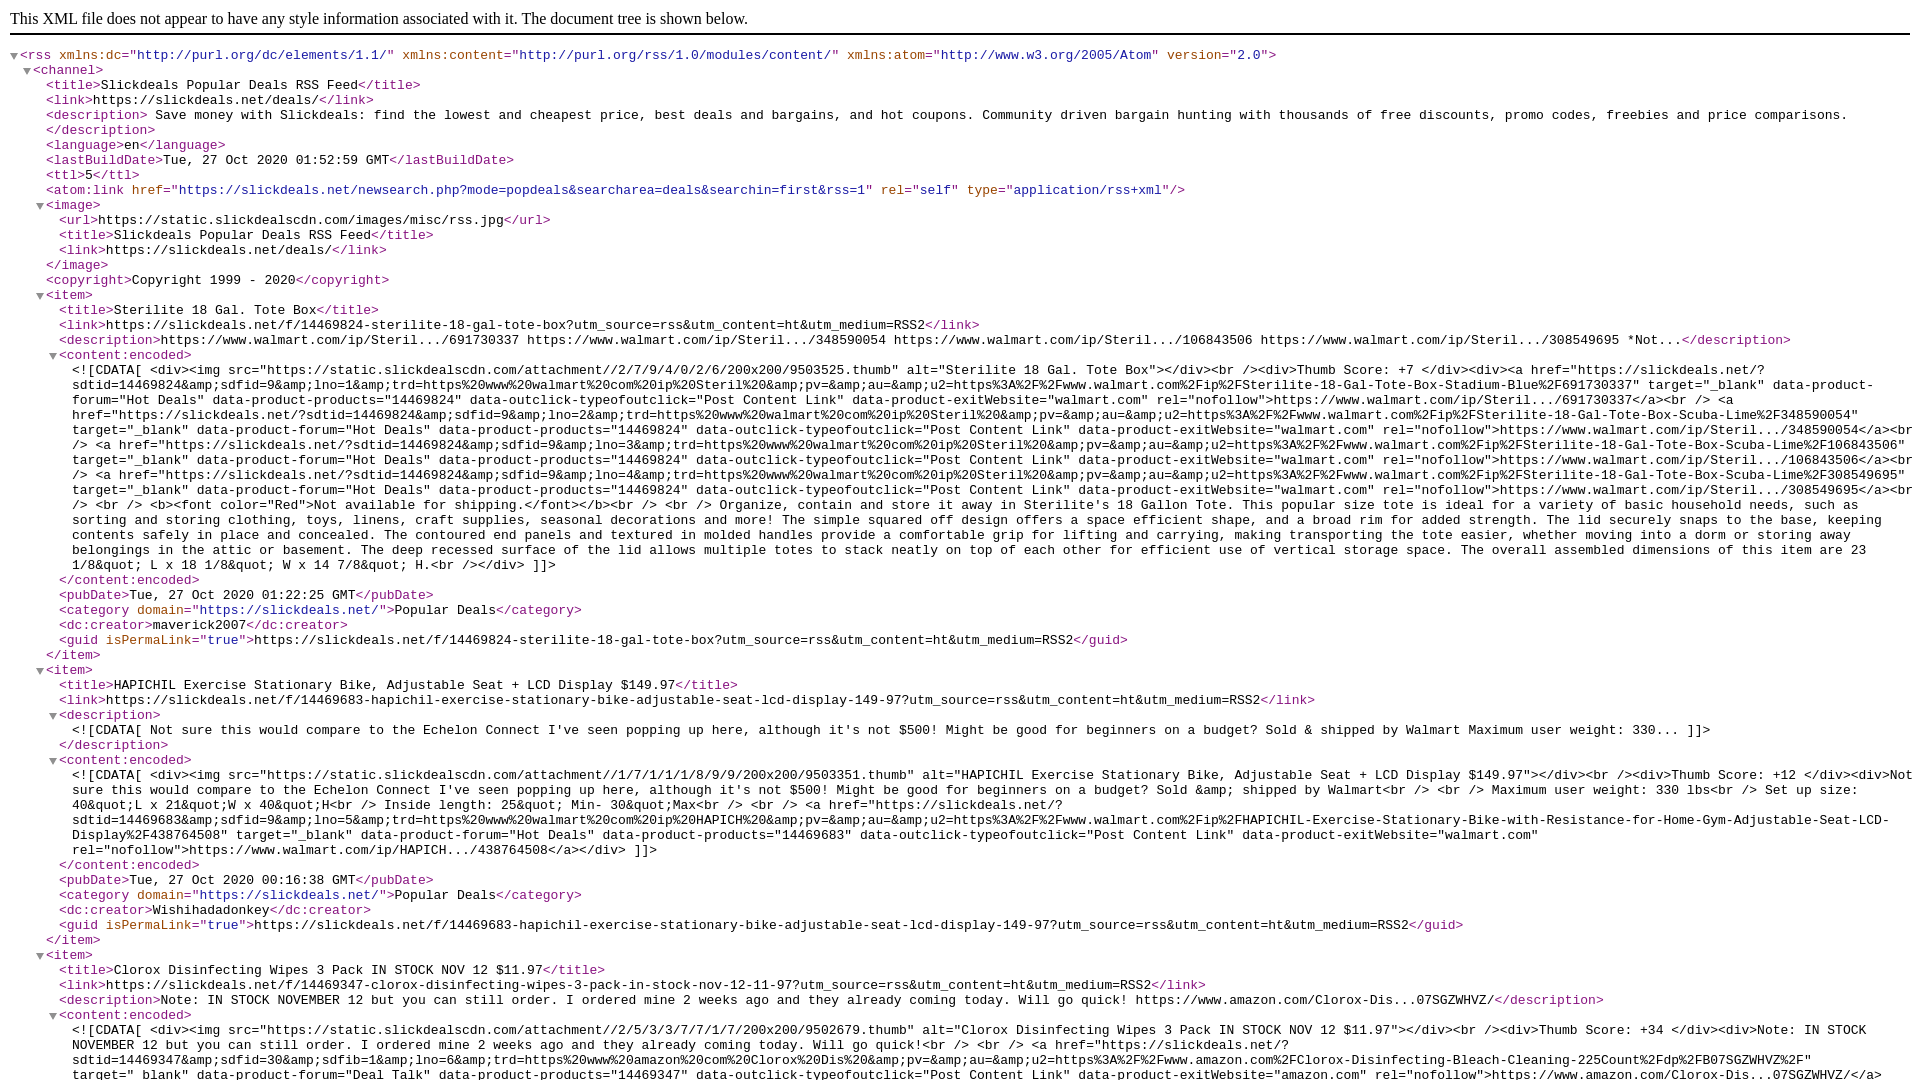 This XML file does not appear to have any style information associated with it. The document tree is shown below.
<rss xmlns:dc="http://purl.org/dc/elements/1.1/" xmlns:content="http://purl.org/rss/1.0/modules/content/" xmlns:atom="http://www.w3.org/2005/Atom" version="2.0">
<channel>
<title>Slickdeals Popular Deals RSS Feed</title>
<link>https://slickdeals.net/deals/</link>
<description> Save money with Slickdeals: find the lowest and cheapest price, best deals and bargains, and hot coupons. Community driven bargain hunting with thousands of free discounts, promo codes, freebies and price comparisons.
</description>
<language>en</language>
<lastBuildDate>Tue, 27 Oct 2020 01:52:59 GMT</lastBuildDate>
<ttl>5</ttl>
<atom:link href="https://slickdeals.net/newsearch.php?mode=popdeals&searcharea=deals&searchin=first&rss=1" rel="self" type="application/rss+xml"/>
<image>
<url>https://static.slickdealscdn.com/images/misc/rss.jpg</url>
<title>Slickdeals Popular Deals RSS Feed</title>
<link>https://slickdeals.net/deals/</link>
</image>
<copyright>Copyright 1999 - 2020</copyright>
<item>
<title>Sterilite 18 Gal. Tote Box</title>
<link>https://slickdeals.net/f/14469824-sterilite-18-gal-tote-box?utm_source=rss&utm_content=ht&utm_medium=RSS2</link>
<description>https://www.walmart.com/ip/Steril.../691730337 https://www.walmart.com/ip/Steril.../348590054 https://www.walmart.com/ip/Steril.../106843506 https://www.walmart.com/ip/Steril.../308549695 *Not...</description>
<content:encoded>
<![CDATA[ <div><img src="https://static.slickdealscdn.com/attachment//2/7/9/4/0/2/6/200x200/9503525.thumb" alt="Sterilite 18 Gal. Tote Box"></div><br /><div>Thumb Score: +7 </div><div><a href="https://slickdeals.net/?
sdtid=14469824&amp;sdfid=9&amp;lno=1&amp;trd=https%20www%20walmart%20com%20ip%20Steril%20&amp;pv=&amp;au=&amp;u2=https%3A%2F%2Fwww.walmart.com%2Fip%2FSterilite-18-Gal-Tote-Box-Stadium-Blue%2F691730337" target="_blank" data-product-
forum="Hot Deals" data-product-products="14469824" data-outclick-typeofoutclick="Post Content Link" data-product-exitWebsite="walmart.com" rel="nofollow">https://www.walmart.com/ip/Steril.../691730337</a><br /> <a
href="https://slickdeals.net/?sdtid=14469824&amp;sdfid=9&amp;lno=2&amp;trd=https%20www%20walmart%20com%20ip%20Steril%20&amp;pv=&amp;au=&amp;u2=https%3A%2F%2Fwww.walmart.com%2Fip%2FSterilite-18-Gal-Tote-Box-Scuba-Lime%2F348590054"
target="_blank" data-product-forum="Hot Deals" data-product-products="14469824" data-outclick-typeofoutclick="Post Content Link" data-product-exitWebsite="walmart.com" rel="nofollow">https://www.walmart.com/ip/Steril.../348590054</a><br
/> <a href="https://slickdeals.net/?sdtid=14469824&amp;sdfid=9&amp;lno=3&amp;trd=https%20www%20walmart%20com%20ip%20Steril%20&amp;pv=&amp;au=&amp;u2=https%3A%2F%2Fwww.walmart.com%2Fip%2FSterilite-18-Gal-Tote-Box-Scuba-Lime%2F106843506"
target="_blank" data-product-forum="Hot Deals" data-product-products="14469824" data-outclick-typeofoutclick="Post Content Link" data-product-exitWebsite="walmart.com" rel="nofollow">https://www.walmart.com/ip/Steril.../106843506</a><br
/> <a href="https://slickdeals.net/?sdtid=14469824&amp;sdfid=9&amp;lno=4&amp;trd=https%20www%20walmart%20com%20ip%20Steril%20&amp;pv=&amp;au=&amp;u2=https%3A%2F%2Fwww.walmart.com%2Fip%2FSterilite-18-Gal-Tote-Box-Scuba-Lime%2F308549695"
target="_blank" data-product-forum="Hot Deals" data-product-products="14469824" data-outclick-typeofoutclick="Post Content Link" data-product-exitWebsite="walmart.com" rel="nofollow">https://www.walmart.com/ip/Steril.../308549695</a><br
/> <br /> <b><font color="Red">Not available for shipping.</font></b><br /> <br /> Organize, contain and store it away in Sterilite's 18 Gallon Tote. This popular size tote is ideal for a variety of basic household needs, such as
sorting and storing clothing, toys, linens, craft supplies, seasonal decorations and more! The simple squared off design offers a space efficient shape, and a broad rim for added strength. The lid securely snaps to the base, keeping
contents safely in place and concealed. The contoured end panels and textured in molded handles provide a comfortable grip for lifting and carrying, making transporting the tote easier, whether moving into a dorm or storing away
belongings in the attic or basement. The deep recessed surface of the lid allows multiple totes to stack neatly on top of each other for efficient use of vertical storage space. The overall assembled dimensions of this item are 23
1/8&quot; L x 18 1/8&quot; W x 14 7/8&quot; H.<br /></div> ]]>
</content:encoded>
<pubDate>Tue, 27 Oct 2020 01:22:25 GMT</pubDate>
<category domain="https://slickdeals.net/">Popular Deals</category>
<dc:creator>maverick2007</dc:creator>
<guid isPermaLink="true">https://slickdeals.net/f/14469824-sterilite-18-gal-tote-box?utm_source=rss&utm_content=ht&utm_medium=RSS2</guid>
</item>
<item>
<title>HAPICHIL Exercise Stationary Bike, Adjustable Seat + LCD Display $149.97</title>
<link>https://slickdeals.net/f/14469683-hapichil-exercise-stationary-bike-adjustable-seat-lcd-display-149-97?utm_source=rss&utm_content=ht&utm_medium=RSS2</link>
<description>
<![CDATA[ Not sure this would compare to the Echelon Connect I've seen popping up here, although it's not $500! Might be good for beginners on a budget? Sold & shipped by Walmart Maximum user weight: 330... ]]>
</description>
<content:encoded>
<![CDATA[ <div><img src="https://static.slickdealscdn.com/attachment//1/7/1/1/1/8/9/9/200x200/9503351.thumb" alt="HAPICHIL Exercise Stationary Bike, Adjustable Seat + LCD Display $149.97"></div><br /><div>Thumb Score: +12 </div><div>Not
sure this would compare to the Echelon Connect I've seen popping up here, although it's not $500! Might be good for beginners on a budget? Sold &amp; shipped by Walmart<br /> <br /> Maximum user weight: 330 lbs<br /> Set up size:
40&quot;L x 21&quot;W x 40&quot;H<br /> Inside length: 25&quot; Min- 30&quot;Max<br /> <br /> <a href="https://slickdeals.net/?
sdtid=14469683&amp;sdfid=9&amp;lno=5&amp;trd=https%20www%20walmart%20com%20ip%20HAPICH%20&amp;pv=&amp;au=&amp;u2=https%3A%2F%2Fwww.walmart.com%2Fip%2FHAPICHIL-Exercise-Stationary-Bike-with-Resistance-for-Home-Gym-Adjustable-Seat-LCD-
Display%2F438764508" target="_blank" data-product-forum="Hot Deals" data-product-products="14469683" data-outclick-typeofoutclick="Post Content Link" data-product-exitWebsite="walmart.com"
rel="nofollow">https://www.walmart.com/ip/HAPICH.../438764508</a></div> ]]>
</content:encoded>
<pubDate>Tue, 27 Oct 2020 00:16:38 GMT</pubDate>
<category domain="https://slickdeals.net/">Popular Deals</category>
<dc:creator>Wishihadadonkey</dc:creator>
<guid isPermaLink="true">https://slickdeals.net/f/14469683-hapichil-exercise-stationary-bike-adjustable-seat-lcd-display-149-97?utm_source=rss&utm_content=ht&utm_medium=RSS2</guid>
</item>
<item>
<title>Clorox Disinfecting Wipes 3 Pack IN STOCK NOV 12 $11.97</title>
<link>https://slickdeals.net/f/14469347-clorox-disinfecting-wipes-3-pack-in-stock-nov-12-11-97?utm_source=rss&utm_content=ht&utm_medium=RSS2</link>
<description>Note: IN STOCK NOVEMBER 12 but you can still order. I ordered mine 2 weeks ago and they already coming today. Will go quick! https://www.amazon.com/Clorox-Dis...07SGZWHVZ/</description>
<content:encoded>
<![CDATA[ <div><img src="https://static.slickdealscdn.com/attachment//2/5/3/3/7/7/1/7/200x200/9502679.thumb" alt="Clorox Disinfecting Wipes 3 Pack IN STOCK NOV 12 $11.97"></div><br /><div>Thumb Score: +34 </div><div>Note: IN STOCK
NOVEMBER 12 but you can still order. I ordered mine 2 weeks ago and they already coming today. Will go quick!<br /> <br /> <a href="https://slickdeals.net/?
sdtid=14469347&amp;sdfid=30&amp;sdfib=1&amp;lno=6&amp;trd=https%20www%20amazon%20com%20Clorox%20Dis%20&amp;pv=&amp;au=&amp;u2=https%3A%2F%2Fwww.amazon.com%2FClorox-Disinfecting-Bleach-Cleaning-225Count%2Fdp%2FB07SGZWHVZ%2F"
target="_blank" data-product-forum="Deal Talk" data-product-products="14469347" data-outclick-typeofoutclick="Post Content Link" data-product-exitWebsite="amazon.com" rel="nofollow">https://www.amazon.com/Clorox-Dis...07SGZWHVZ/</a>